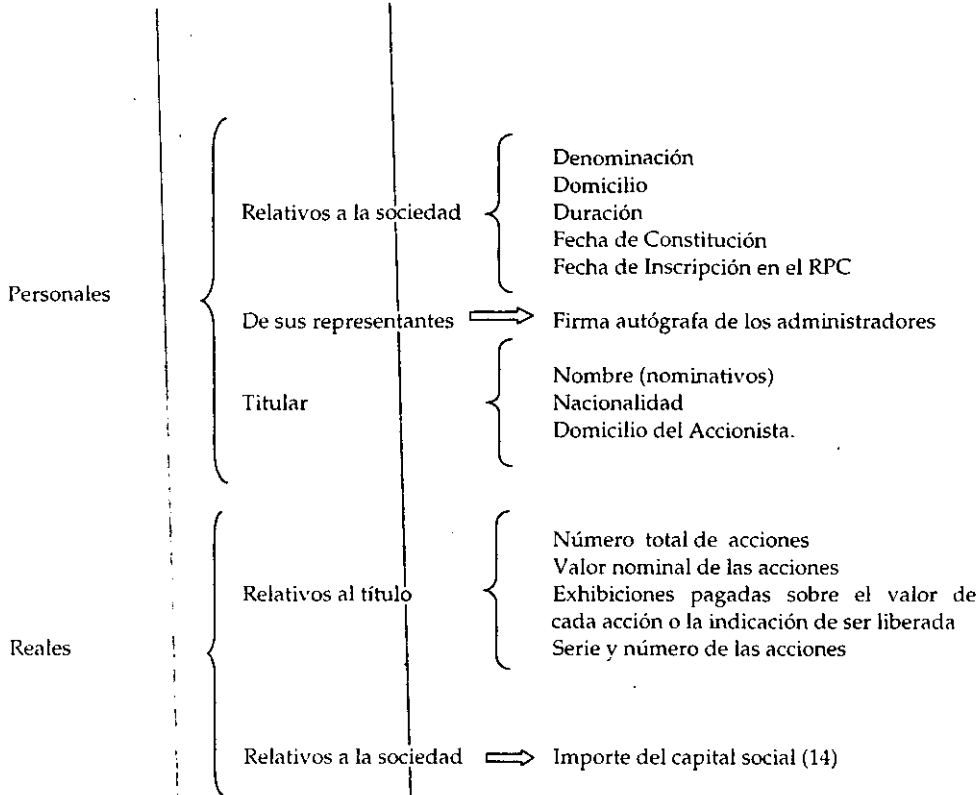 Denominación
Domicilio
Relativos a la sociedad
Duración
Fecha de Constitución
Fecha de Inscripción en el RPC
Personales
De sus representantes
Firma autógrafa de los administradores
Nombre (nominativos)
Titular
Nacionalidad
Domicilio del Accionista.
Número total de acciones
Valor nominal de las acciones
Relativos al título
Exhibiciones pagadas sobre el valor de
cada acción o la indicación de ser liberada
Reales
Serie y número de las acciones
Relativos a la sociedad
Importe del capital social (14)